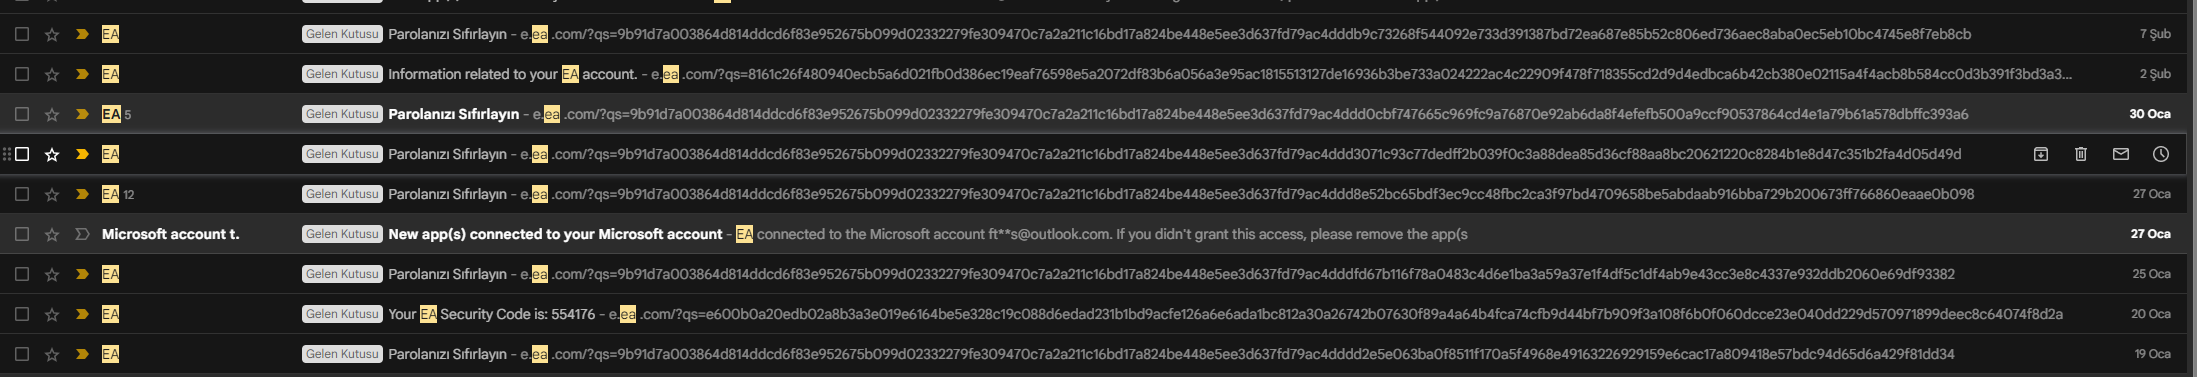 EA Gelen Kutusu Parolanızı Sıfırlayın - e.ea .com/?qs=9b91d7a003864d814ddcd6f83e952675b099d02332279fe309470c7a2a211c16bd17a824be448e5ee3d637fd79ac4dddb9c73268f544092e733d391387bd72ea687e85b52c806ed736aec8aba0ec5eb10bc4745e8f7eb8cb 7 Şub
EA Gelen Kutusu Information related to your EA account. - e.ea .com/?qs=8161c26f480940ecb5a6d021fb0d386ec19eaf76598e5a2072df83b6a056a3e95ac1815513127de16936b3be733a024222ac4c22909f478f718355cd2d9d4edbca6b42cb380e02115a4f4acb8b584cc0d3b391f3bd3a3... 2 Şub
EA 5 Gelen Kutusu Parolanızı Sıfırlayın - e.ea .com/?qs=9b91d7a003864d814ddcd6f83e952675b099d02332279fe309470c7a2a211c16bd17a824be448e5ee3d637fd79ac4ddd0cbf747665c969fc9a76870e92ab6da8f4efefb500a9ccf90537864cd4e1a79b61a578dbffc393a6 30 Oca
EA Gelen Kutusu Parolanızı Sıfırlayın - e.ea .com/?qs=9b91d7a003864d814ddcd6f83e952675b099d02332279fe309470c7a2a211c16bd17a824be448e5ee3d637fd79ac4ddd3071c93c77dedff2b039f0c3a88dea85d36cf88aa8bc20621220c8284b1e8d47c351b2fa4d05d49d
EA 12 Gelen Kutusu Parolanızı Sıfırlayın - e.ea .com/?qs=9b91d7a003864d814ddcd6f83e952675b099d02332279fe309470c7a2a211c16bd17a824be448e5ee3d637fd79ac4ddd8e52bc65bdf3ec9cc48fbc2ca3f97bd4709658be5abdaab916bba729b200673ff766860eaae0b098 27 Oca
Microsoft account t. Gelen Kutusu New app(s) connected to your Microsoft account - EA connected to the Microsoft account ft**s@outlook.com. If you didn't grant this access, please remove the app(s 27 Oca
EA Gelen Kutusu Parolanızı Sıfırlayın - e.ea .com/?qs=9b91d7a003864d814ddcd6f83e952675b099d02332279fe309470c7a2a211c16bd17a824be448e5ee3d637fd79ac4dddfd67b116f78a0483c4d6e1ba3a59a37e1f4df5c1df4ab9e43cc3e8c4337e932ddb2060e69df93382 25 Oca
EA Gelen Kutusu Your EA Security Code is: 554176 - e.ea .com/?qs=e600b0a20edb02a8b3a3e019e6164be5e328c19c088d6edad231b1bd9acfe126a6e6ada1bc812a30a26742b07630f89a4a64b4fca74cfb9d44bf7b909f3a108f6b0f060dcce23e040dd229d570971899deec8c64074f8d2a 20 Oca
EA Gelen Kutusu Parolanızı Sıfırlayın - e.ea .com/?qs=9b91d7a003864d814ddcd6f83e952675b099d02332279fe309470c7a2a211c16bd17a824be448e5ee3d637fd79ac4dddd2e5e063ba0f8511f170a5f4968e49163226929159e6cac17a809418e57bdc94d65d6a429f81dd34 19 Oca